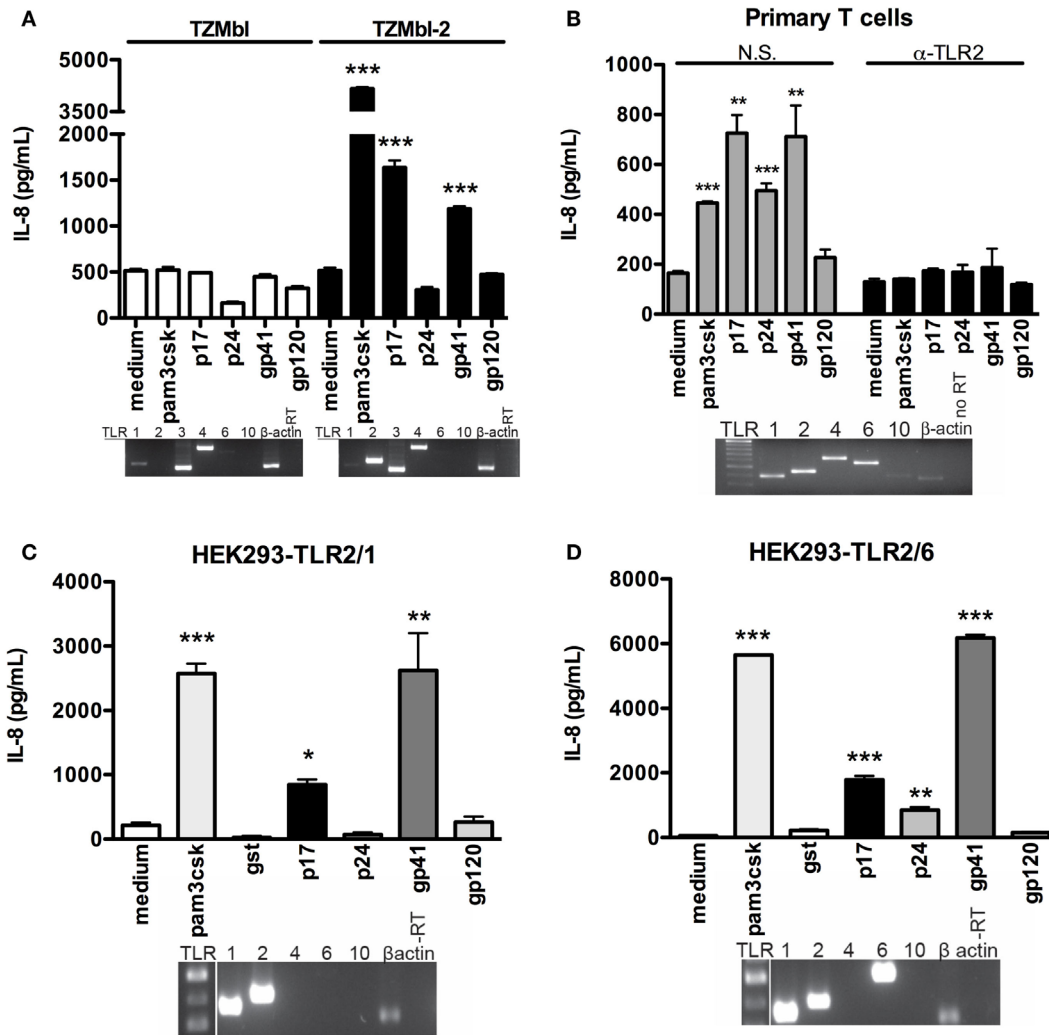 A
TZMbl TZMbl-2
IL-8 (pg/mL)
5000
3500
2000
1500
1000
500
0
***
***
***
medium pam3csk p17 p24 gp41 gp120 medium pam3csk p17 p24 gp41 gp120
TLR 1 2 3 4 6 10 β-actin RT TLR 1 2 3 4 6 10 β-actin RT
B
Primary T cells
N.S. α-TLR2
IL-8 (pg/mL)
1000
800
600
400
200
0
***
**
***
**
medium pam3csk p17 p24 gp41 gp120 medium pam3csk p17 p24 gp41 gp120
TLR 1 2 4 6 10 β-actin no RT
C
HEK293-TLR2/1
IL-8 (pg/mL)
4000
3000
2000
1000
0
***
*
**
medium pam3csk gst p17 p24 gp41 gp120
TLR 1 2 4 6 10 βactin -RT
D
HEK293-TLR2/6
IL-8 (pg/mL)
8000
6000
4000
2000
0
***
***
**
***
medium pam3csk gst p17 p24 gp41 gp120
TLR 1 2 4 6 10 β actin -RT